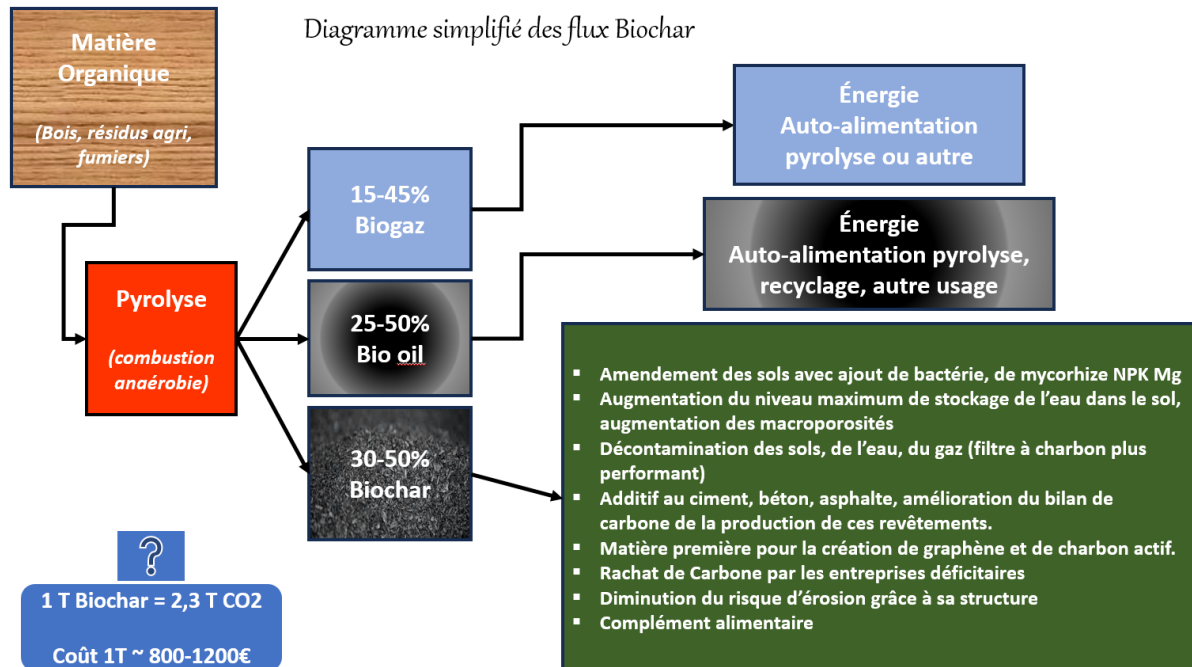 Diagramme simplifié des flux Biochar
Matière
Organique
(Bois, résidus agri,
fumiers)
Pyrolyse
(combustion
anaérobie)
15-45%
Biogaz
25-50%
Bio oil
30-50%
Biochar
Énergie
Auto-alimentation
pyrolyse ou autre
Énergie
Auto-alimentation pyrolyse,
recyclage, autre usage
▪ Amendement des sols avec ajout de bactérie, de mycorhize NPK Mg
▪ Augmentation du niveau maximum de stockage de l’eau dans le sol,
augmentation des macroporosités
▪ Décontamination des sols, de l’eau, du gaz (filtre à charbon plus
performant)
▪ Additif au ciment, béton, asphalte, amélioration du bilan de
carbone de la production de ces revêtements.
▪ Matière première pour la création de graphène et de charbon actif.
▪ Rachat de Carbone par les entreprises déficitaires
▪ Diminution du risque d’érosion grâce à sa structure
▪ Complément alimentaire
?
1 T Biochar = 2,3 T CO2
Coût 1T ~ 800-1200€